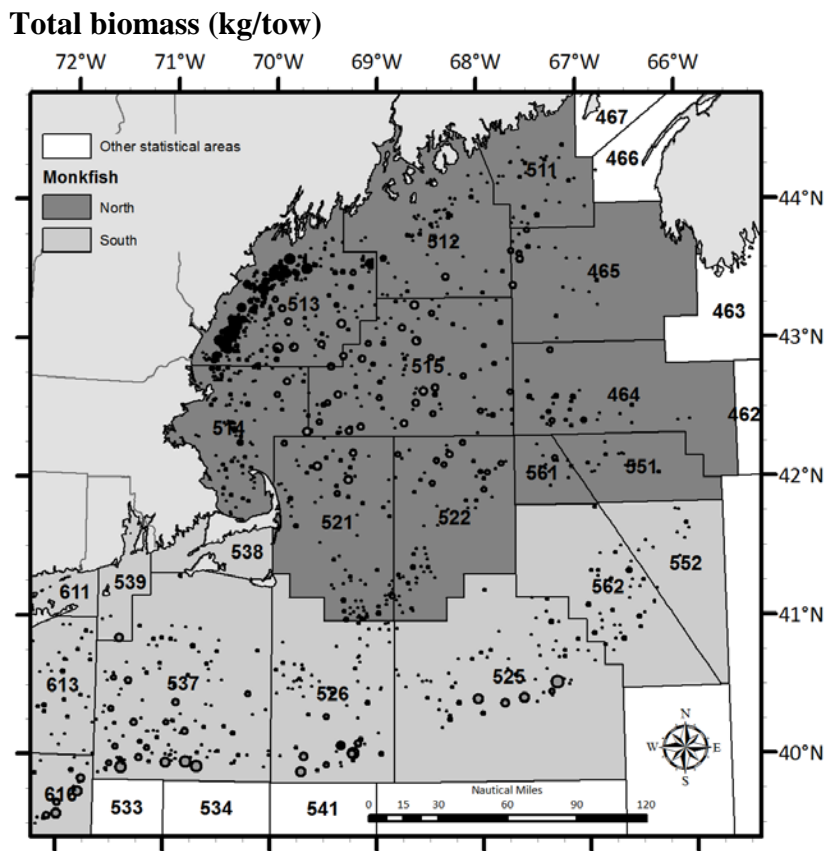 Total biomass (kg/tow)
72°W 71°W 70°W 69°W 68°W 67°W 66°W
467
466
Other statistical areas
Monkfish
North
South
511
44°N
512
465
513
463
43°N
515
464
462
514
561
551
42°N
521
522
538
552
539
562
611
41°N
525
613
537
526
N
W E
S
40°N
616
Nautical Miles
533 534 541
0 15 30 60 90 120